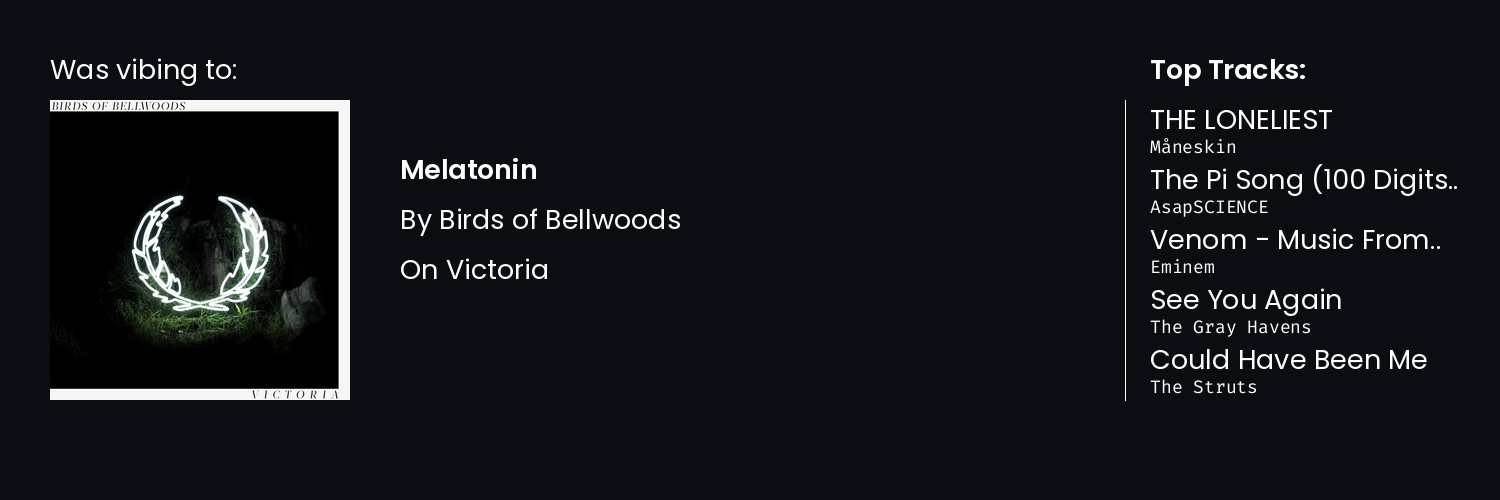 Was vibing to:
BIRDS OF BELLWOODS
VICTORIA
Melatonin
By Birds of Bellwoods
On Victoria
Top Tracks:
THE LONELIEST
Måneskin
The Pi Song (100 Digits..
AsapSCIENCE
Venom - Music From..
Eminem
See You Again
The Gray Havens
Could Have Been Me
The Struts